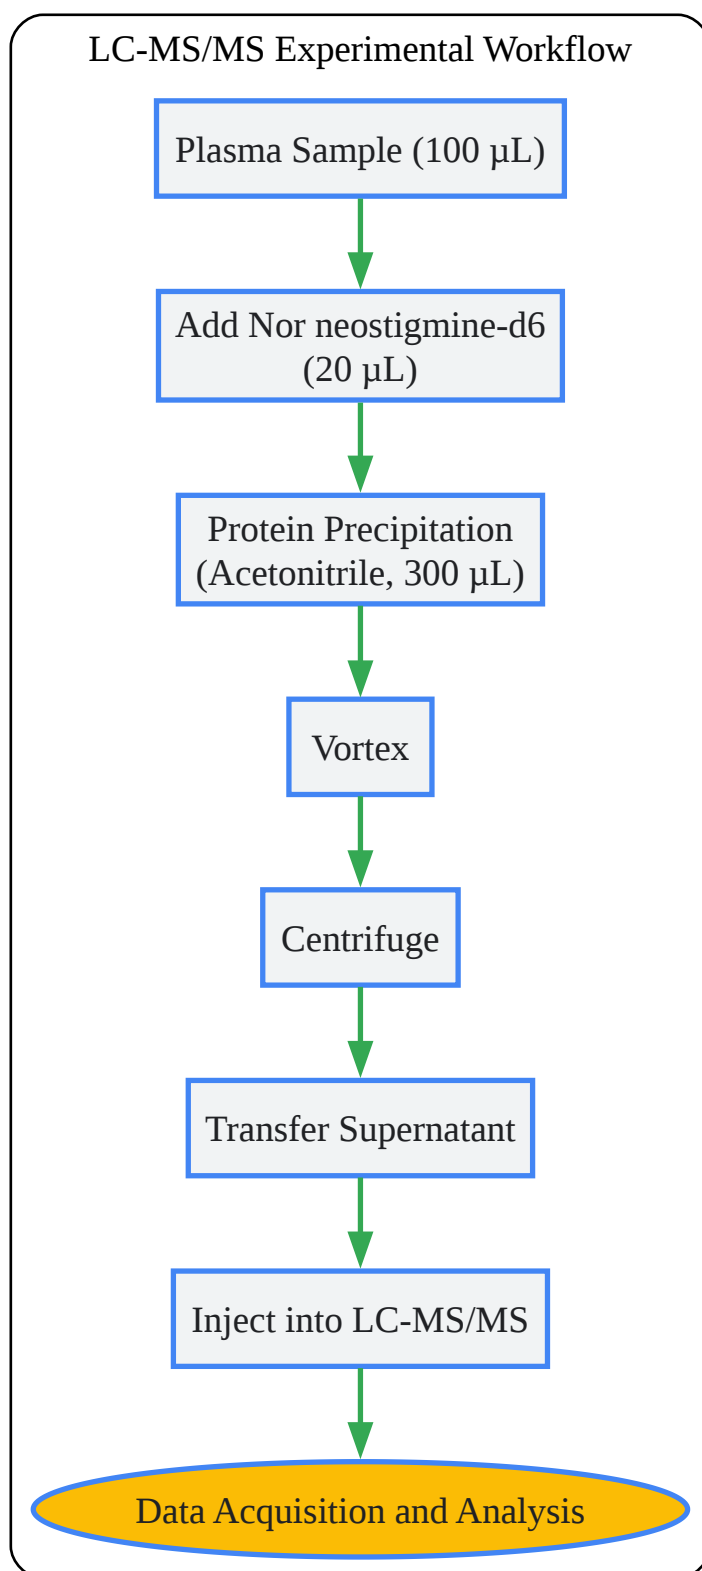 LC-MS/MS Experimental Workflow
Plasma Sample (100 µL)
Add Nor neostigmine-d6
(20 µL)
Protein Precipitation
(Acetonitrile, 300 µL)
Vortex
Centrifuge
Transfer Supernatant
Inject into LC-MS/MS
Data Acquisition and Analysis